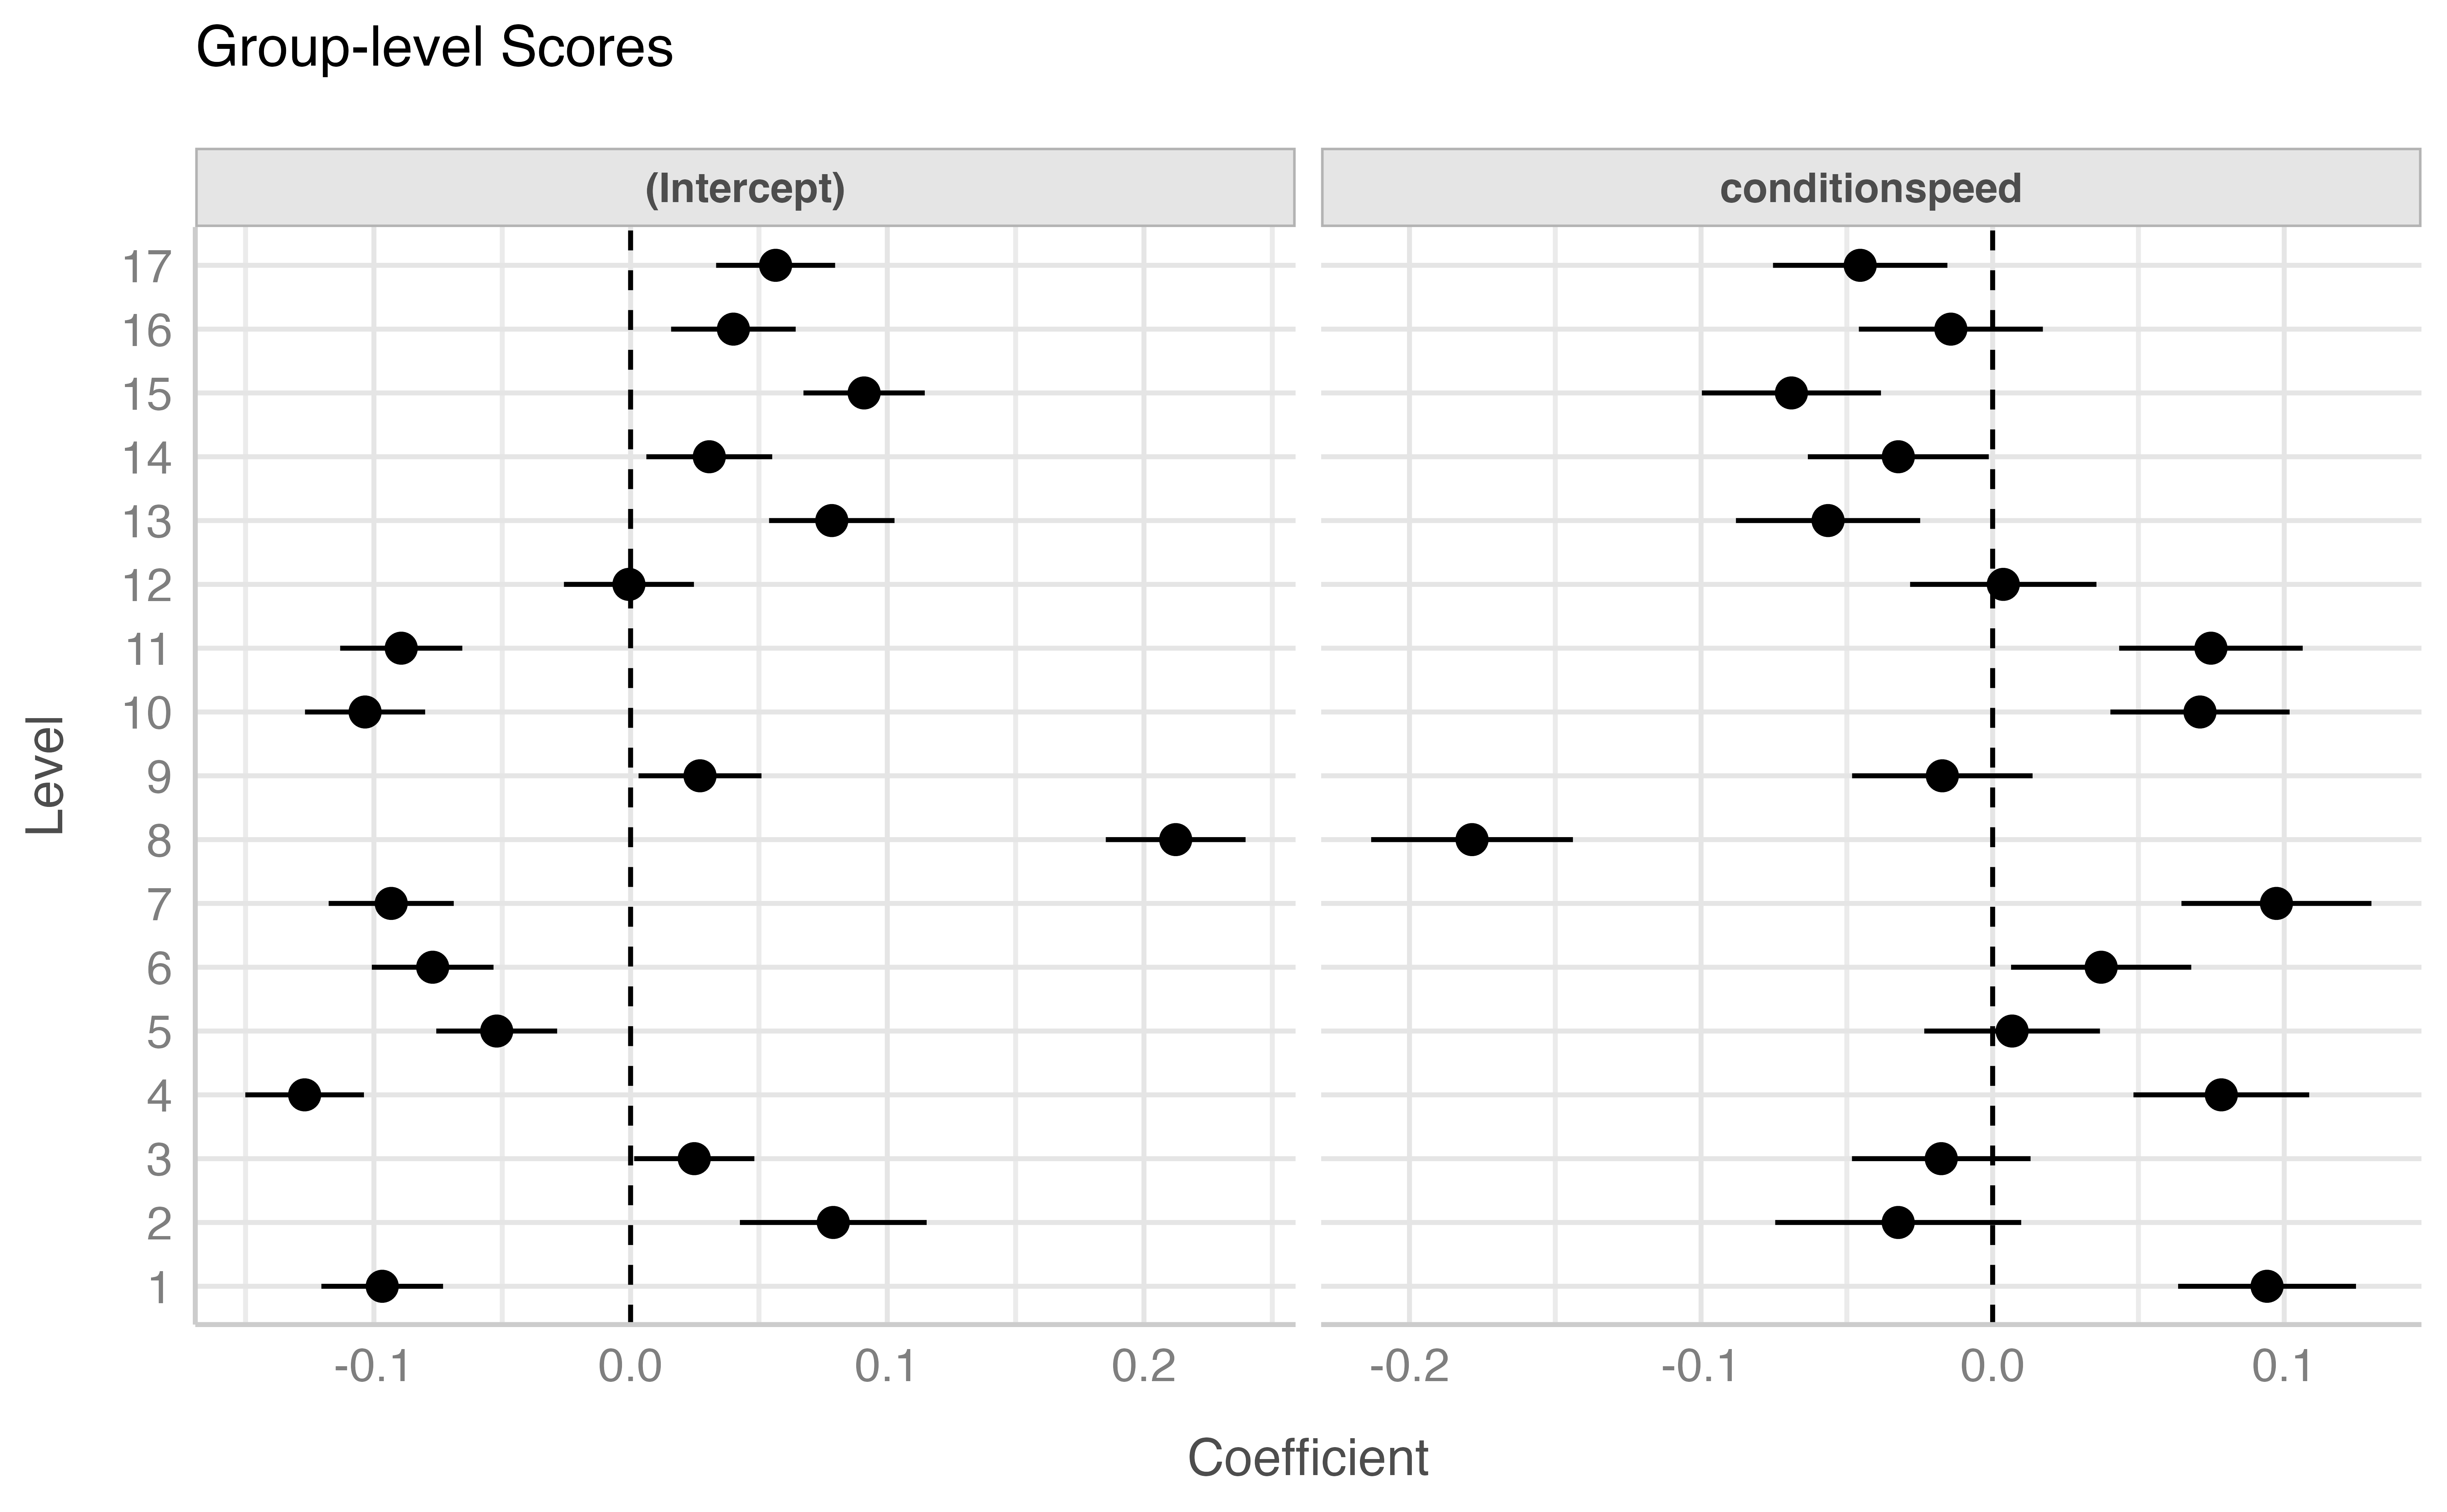 Group-level Scores
(Intercept)
conditionspeed
17
16
15
14
13
12
11
10
9
8
7
6
5
4
3
2
1
Level
-0.1 0.0 0.1 0.2
-0.2 -0.1 0.0 0.1
Coefficient